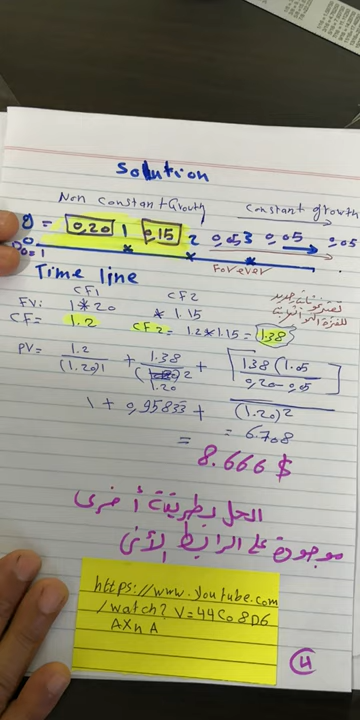 Solution
Non Constant Growth Constant growth
g = 0,20 1 0,15 2 0,05 3 0,05 0,05
0
D0=1
Forever
Time line
CF1 CF2
FV: 1*20 * 1.15
CF= 1.2 CF2= 1.2*1.15= 1.38
PV= 1.2/(1.20)1 + 1.38/(1.20)2 + 1.38(1.05/0,20-0,05
1 + 0,95833 + (1.20)2
= 6.708
= 8.666 $
الحل بطريقة أخرى
موجودة على الرابط الأتى
https://www.youtube.com
/watch?v=44Co8D6
AXnA
4